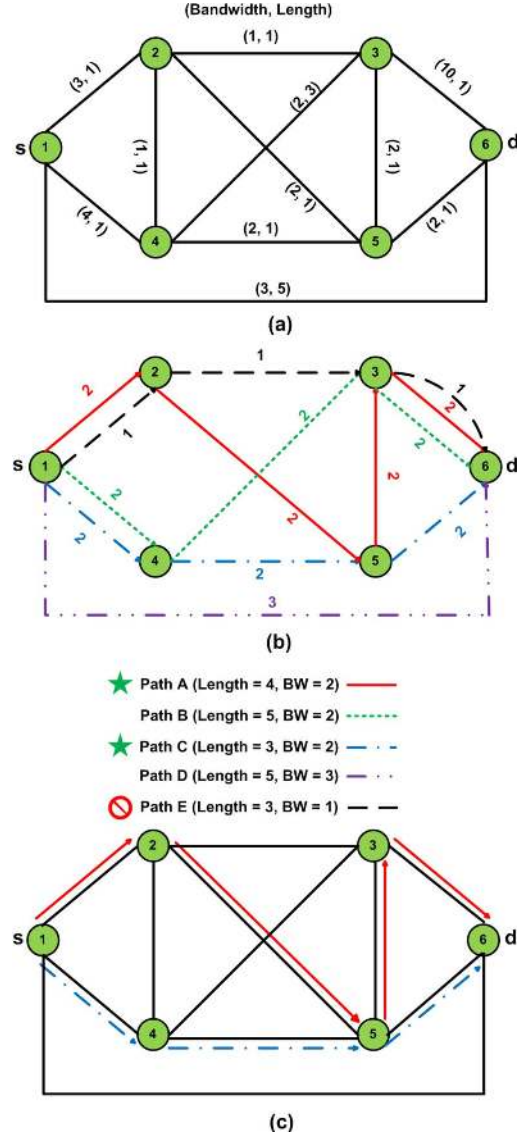 (Bandwidth, Length)
2
(1, 1)
3
(3, 1)
(10, 1)
(2, 3)
s
1
(1, 1)
(2, 1)
6
d
(4, 1)
(2, 1)
(2, 1)
4
(2, 1)
5
(3, 5)
(a)
2
1
3
2
1
2
1
2
2
s
1
6
d
2
2
2
2
2
4
2
5
3
(b)
Path A (Length = 4, BW = 2)
Path B (Length = 5, BW = 2)
Path C (Length = 3, BW = 2)
Path D (Length = 5, BW = 3)
Path E (Length = 3, BW = 1)
2
3
s
1
6
d
4
5
(c)